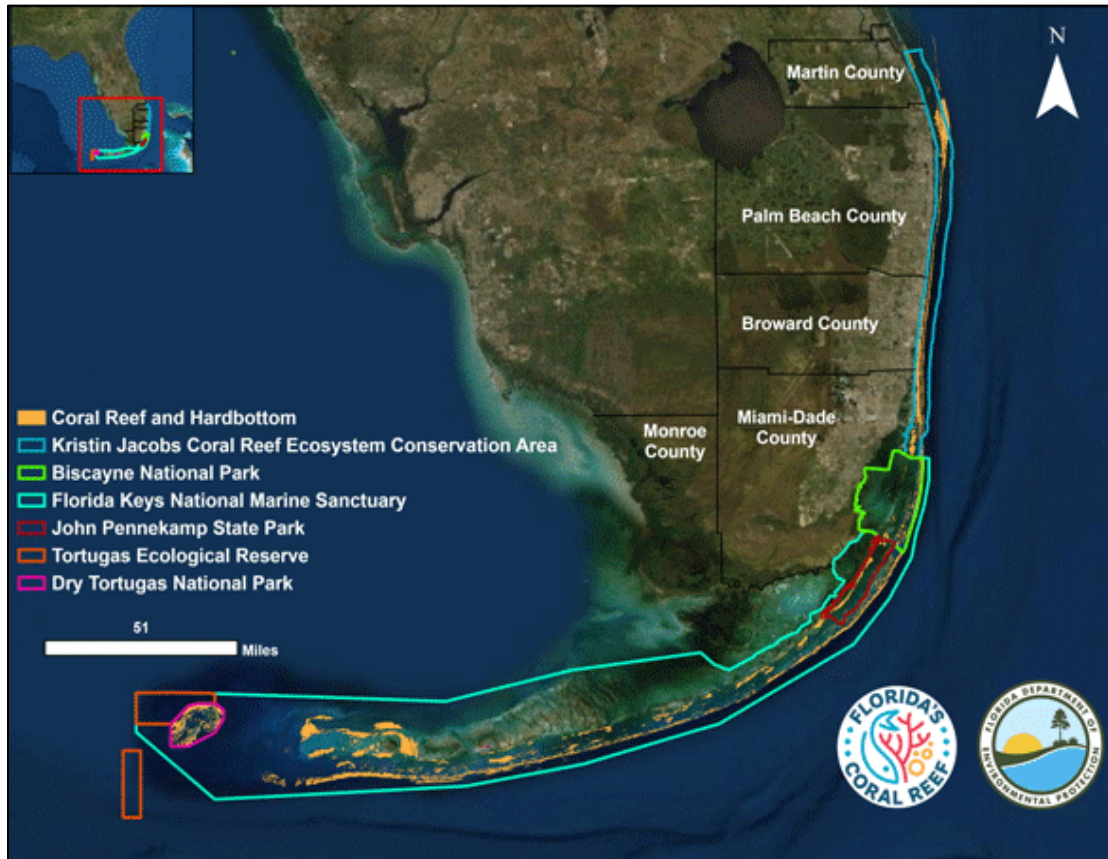 N
Martin County
Palm Beach County
Broward County
Miami-Dade
County
Monroe
County
Coral Reef and Hardbottom
Kristin Jacobs Coral Reef Ecosystem Conservation Area
Biscayne National Park
Florida Keys National Marine Sanctuary
John Pennekamp State Park
Tortugas Ecological Reserve
Dry Tortugas National Park
51
Miles
FLORIDA'S
CORAL REEF
FLORIDA DEPARTMENT OF
ENVIRONMENTAL PROTECTION